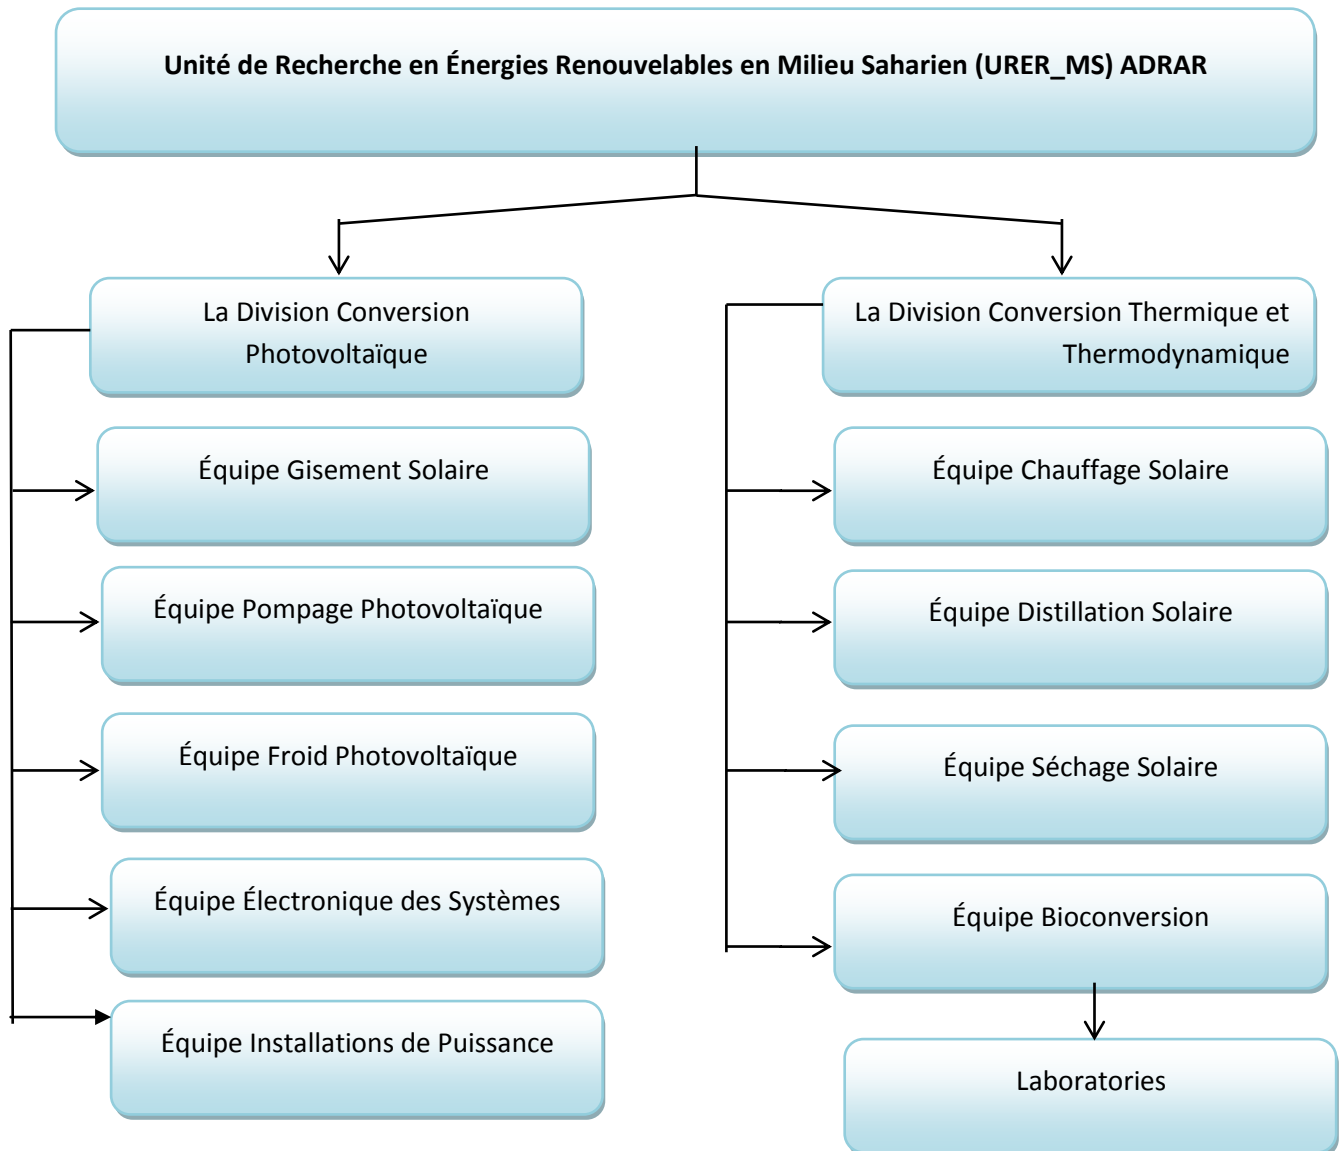 Unité de Recherche en Énergies Renouvelables en Milieu Saharien (URER_MS) ADRAR
La Division Conversion
Photovoltaïque
Équipe Gisement Solaire
Équipe Pompage Photovoltaïque
Équipe Froid Photovoltaïque
Équipe Électronique des Systèmes
Équipe Installations de Puissance
La Division Conversion Thermique et
Thermodynamique
Équipe Chauffage Solaire
Équipe Distillation Solaire
Équipe Séchage Solaire
Équipe Bioconversion
Laboratories